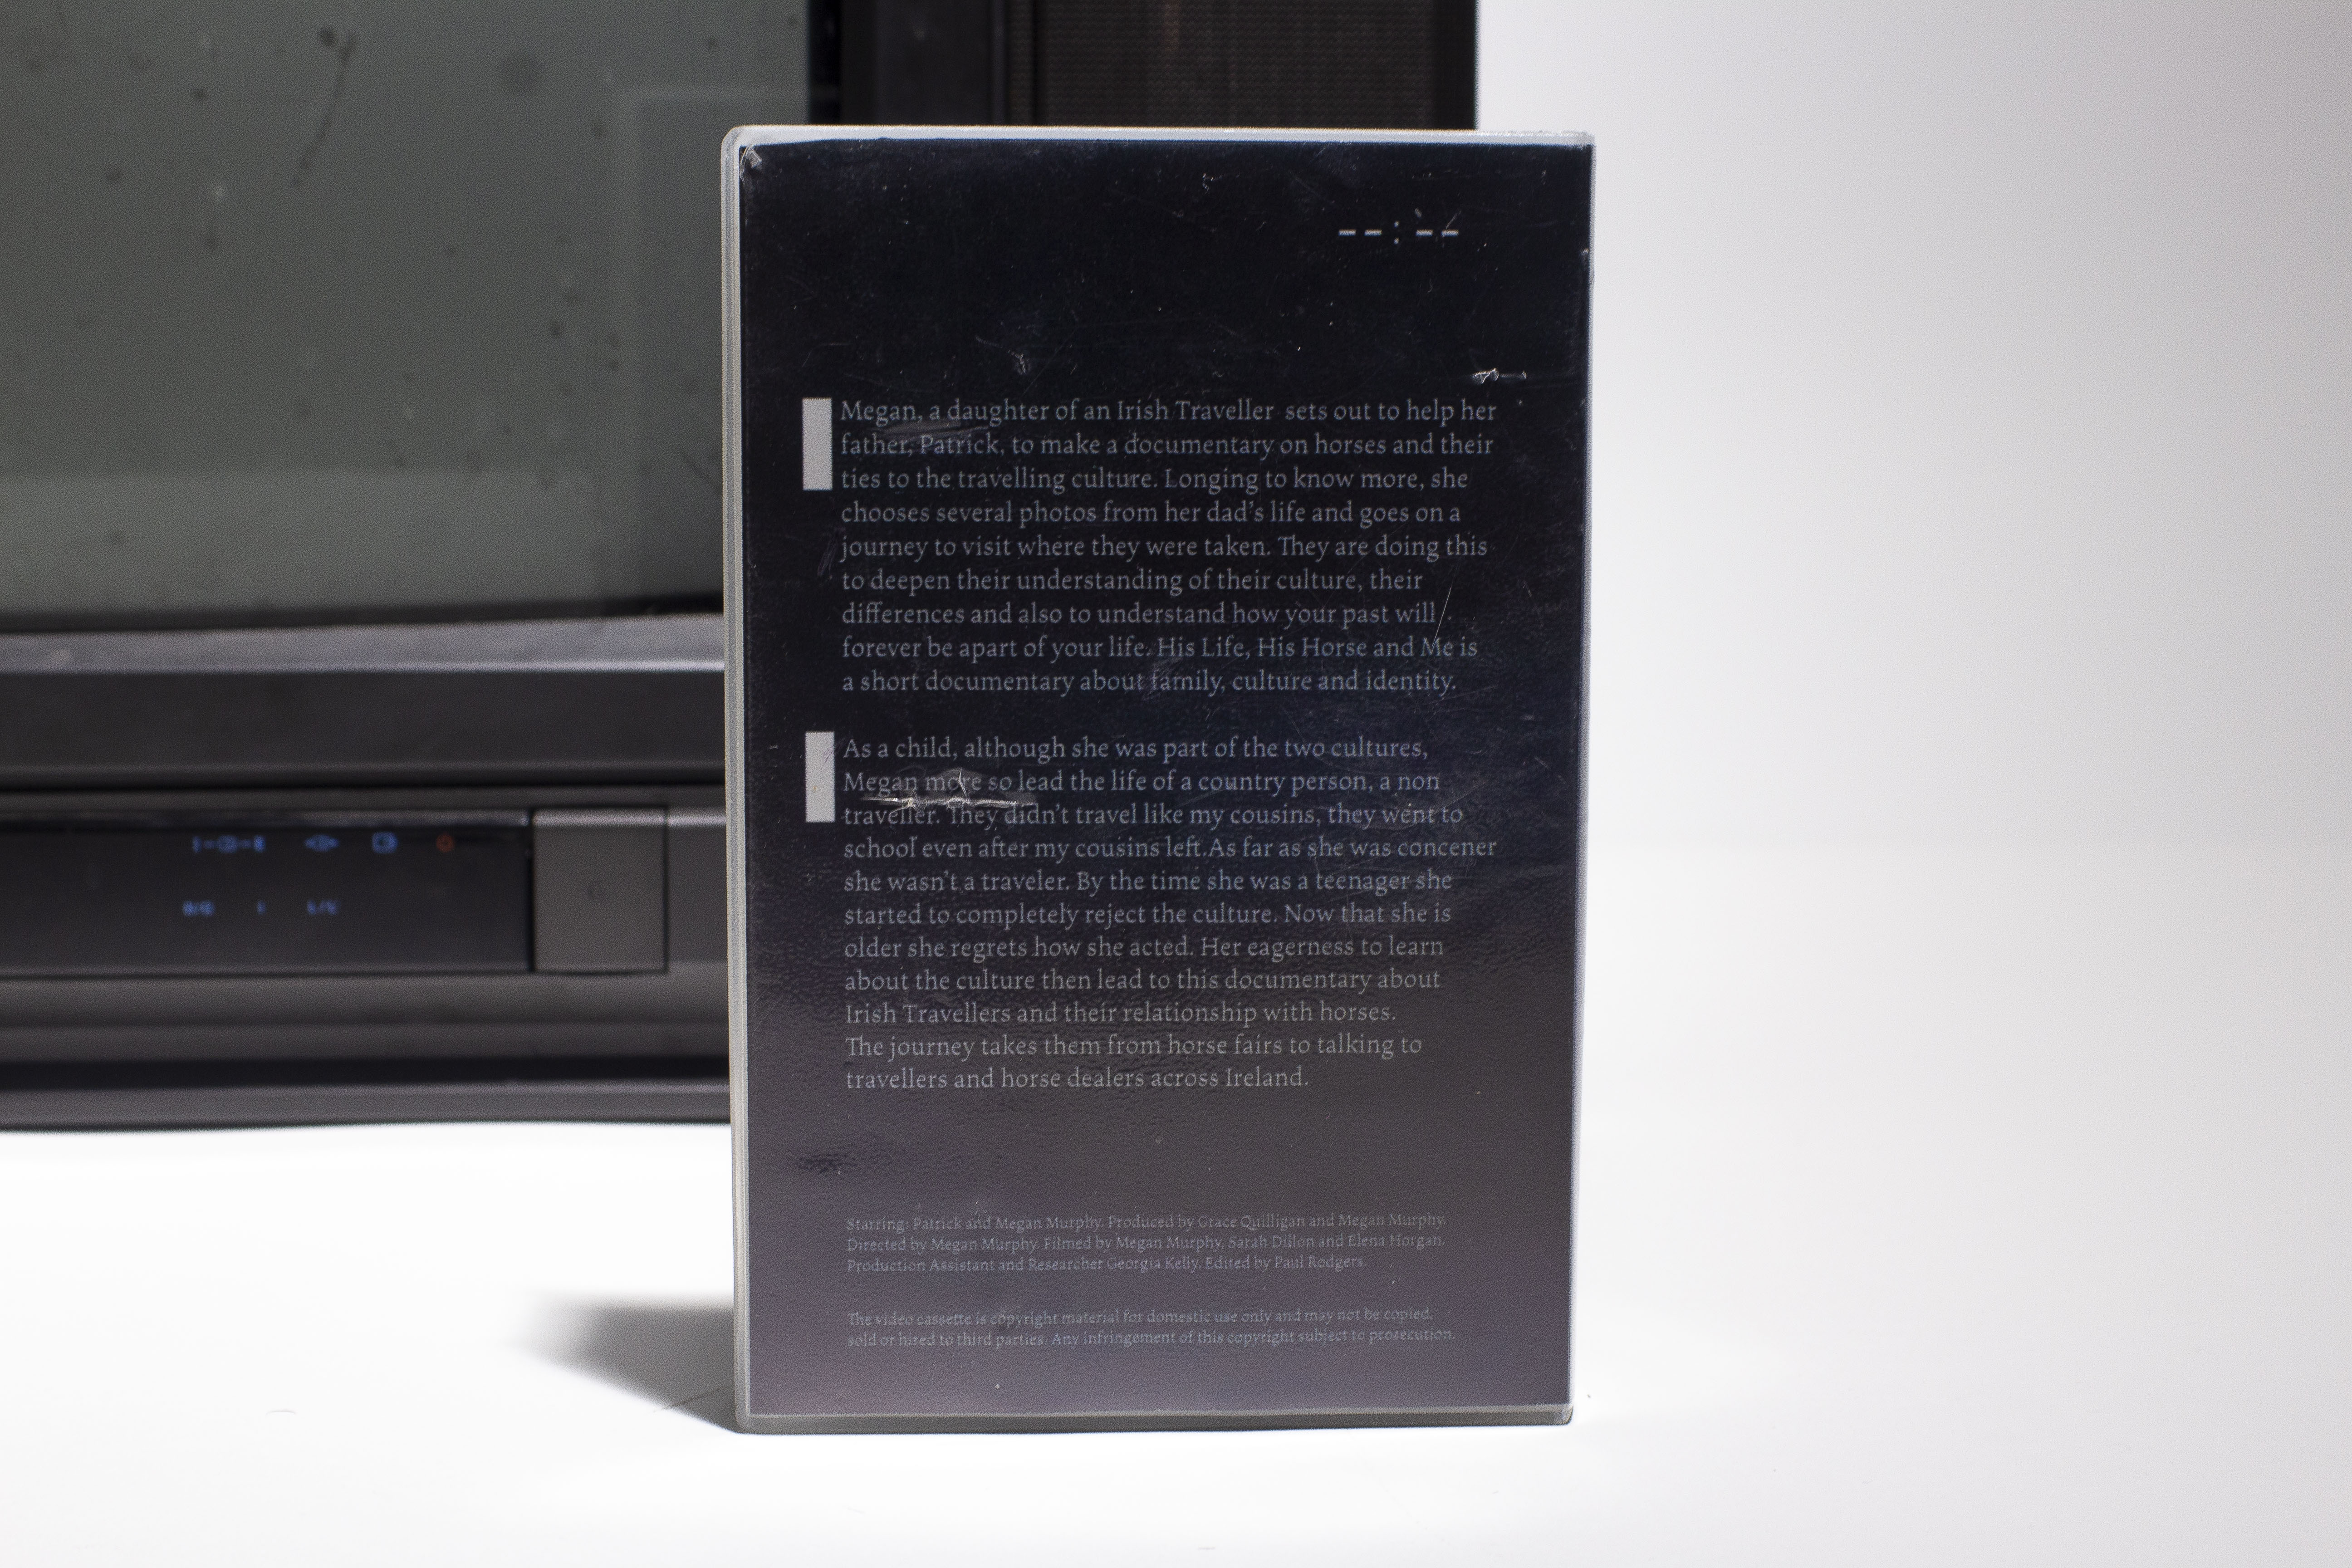 --:--
Megan, a daughter of an Irish Traveller sets out to help her
father, Patrick, to make a documentary on horses and their
ties to the travelling culture. Longing to know more, she
chooses several photos from her dad's life and goes on a
journey to visit where they were taken. They are doing this
to deepen their understanding of their culture, their
differences and also to understand how your past will
forever be apart of your life. His Life, His Horse and Me is
a short documentary about family, culture and identity.
As a child, although she was part of the two cultures,
Megan more so lead the life of a country person, a non
traveller. They didn't travel like my cousins, they went to
school even after my cousins left.As far as she was concener
she wasn't a traveler. By the time she was a teenager she
started to completely reject the culture. Now that she is
older she regrets how she acted. Her eagerness to learn
about the culture then lead to this documentary about
Irish Travellers and their relationship with horses.
The journey takes them from horse fairs to talking to
travellers and horse dealers across Ireland.
Starring: Patrick and Megan Murphy. Produced by Grace Quilligan and Megan Murphy.
Directed by Megan Murphy. Filmed by Megan Murphy, Sarah Dillon and Elena Horgan.
Production Assistant and Researcher Georgia Kelly. Edited by Paul Rodgers.
The video cassette is copyright material for domestic use only and may not be copied,
sold or hired to third parties. Any infringement of this copyright subject to prosecution.